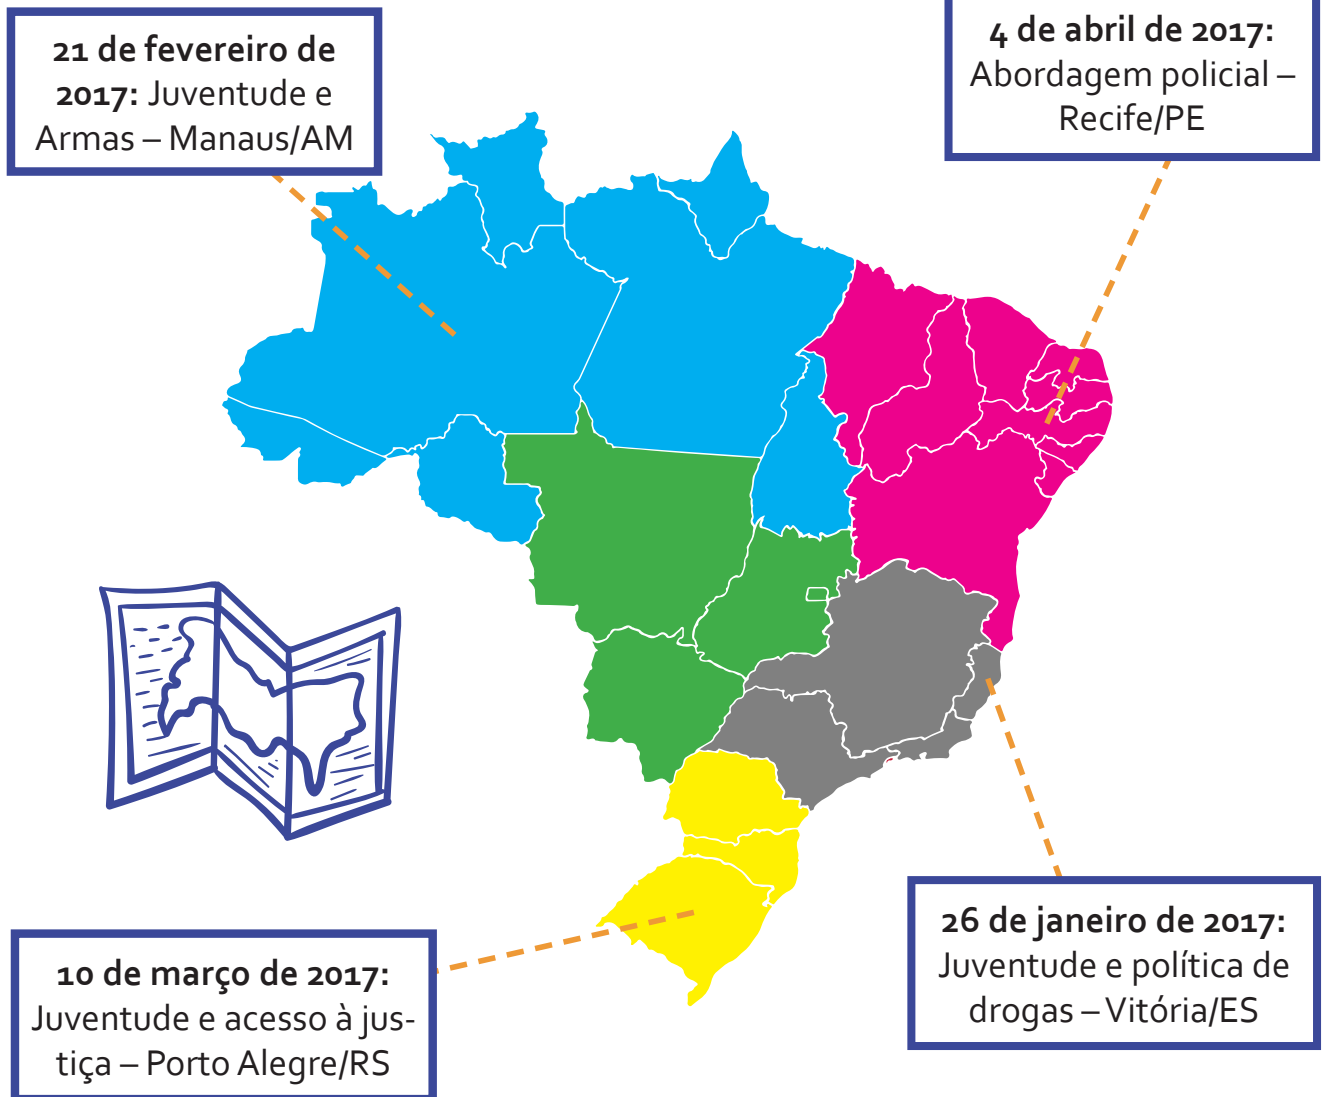 21 de fevereiro de
2017: Juventude e
Armas – Manaus/AM
4 de abril de 2017:
Abordagem policial –
Recife/PE
10 de março de 2017:
Juventude e acesso à jus-
tiça – Porto Alegre/RS
26 de janeiro de 2017:
Juventude e política de
drogas – Vitória/ES